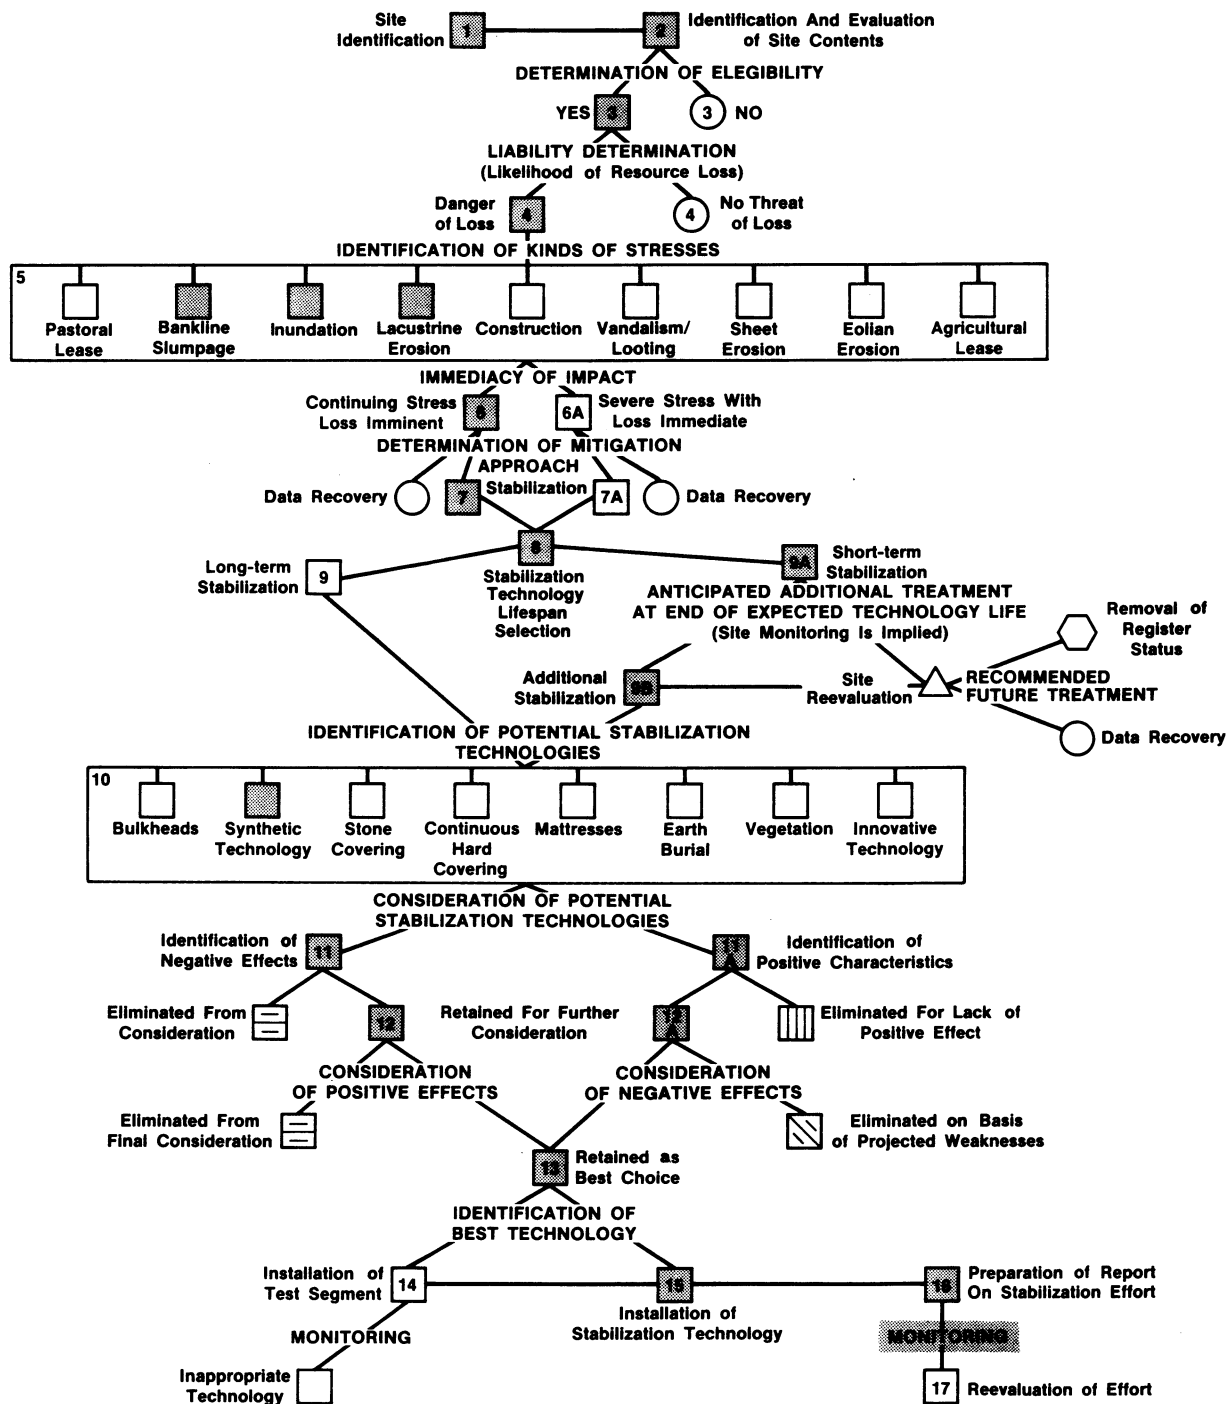 Site
Identification
1
2
Identification And Evaluation
of Site Contents
DETERMINATION OF ELEGIBILITY
YES
3
3
NO
LIABILITY DETERMINATION
(Likelihood of Resource Loss)
Danger
of Loss
4
4
No Threat
of Loss
IDENTIFICATION OF KINDS OF STRESSES
5
Pastoral
Lease
Bankline
Slumpage
Inundation
Lacustrine
Erosion
Construction
Vandalism/
Looting
Sheet
Erosion
Eolian
Erosion
Agricultural
Lease
IMMEDIACY OF IMPACT
Continuing Stress
Loss Imminent
6
6A
Severe Stress With
Loss Immediate
DETERMINATION OF MITIGATION
APPROACH
Data Recovery
7
Stabilization
7A
Data Recovery
8
Stabilization
Technology
Lifespan
Selection
Long-term
Stabilization
9
9A
Short-term
Stabilization
ANTICIPATED ADDITIONAL TREATMENT
AT END OF EXPECTED TECHNOLOGY LIFE
(Site Monitoring Is Implied)
Removal of
Register
Status
Additional
Stabilization
9B
Site
Reevaluation
RECOMMENDED
FUTURE TREATMENT
Data Recovery
IDENTIFICATION OF POTENTIAL STABILIZATION
TECHNOLOGIES
10
Bulkheads
Synthetic
Technology
Stone
Covering
Continuous
Hard
Covering
Mattresses
Earth
Burial
Vegetation
Innovative
Technology
CONSIDERATION OF POTENTIAL
STABILIZATION TECHNOLOGIES
Identification of
Negative Effects
11
11
A
Identification of
Positive Characteristics
Eliminated From
Consideration
12
Retained For Further
Consideration
12
A
Eliminated For Lack of
Positive Effect
CONSIDERATION
OF POSITIVE EFFECTS
CONSIDERATION
OF NEGATIVE EFFECTS
Eliminated From
Final Consideration
Eliminated on Basis
of Projected Weaknesses
13
Retained as
Best Choice
IDENTIFICATION OF
BEST TECHNOLOGY
Installation of
Test Segment
14
15
Installation of
Stabilization Technology
16
Preparation of Report
On Stabilization Effort
MONITORING
MONITORING
Inappropriate
Technology
17
Reevaluation of Effort